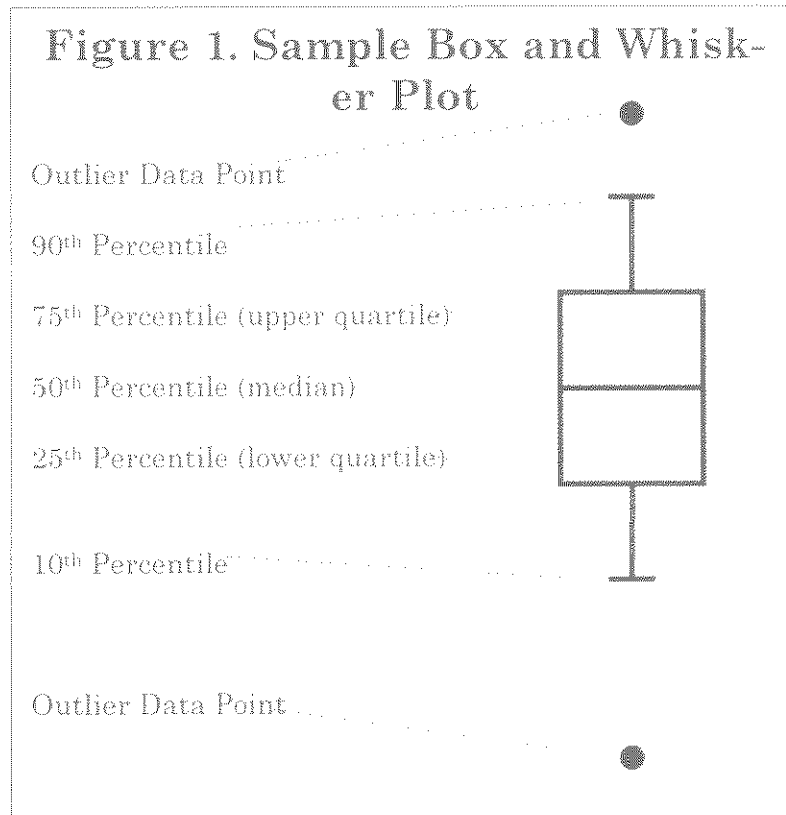 Figure 1. Sample Box and Whisk-
er Plot
Outlier Data Point
90th Percentile
75th Percentile (upper quartile)
50th Percentile (median)
25th Percentile (lower quartile)
10th Percentile
Outlier Data Point